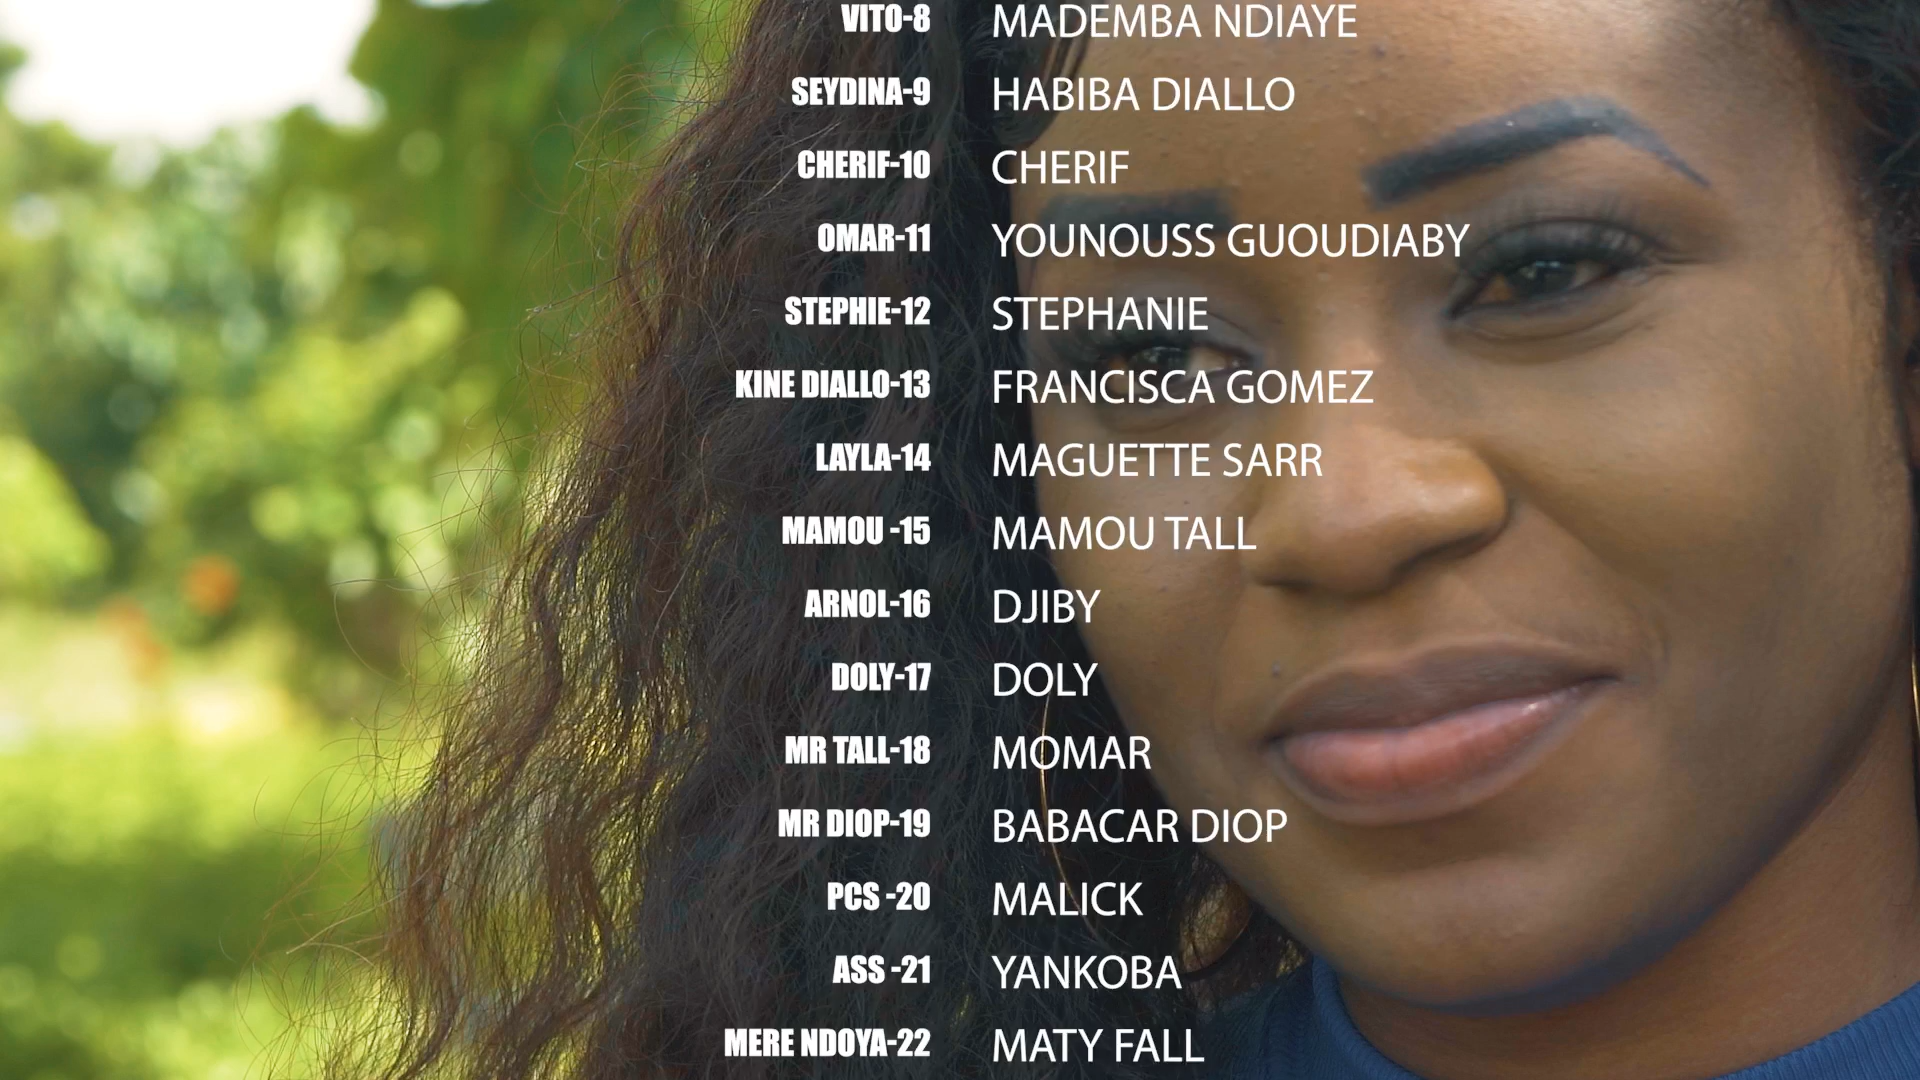 VITO-8 MADEMBA NDIAYE
SEYDINA-9 HABIBA DIALLO
CHERIF-10 CHERIF
OMAR-11 YOUNOUSS GUOUDIABY
STEPHIE-12 STEPHANIE
KINE DIALLO-13 FRANCISCA GOMEZ
LAYLA-14 MAGUETTE SARR
MAMOU -15 MAMOU TALL
ARNOL-16 DJIBY
DOLY-17 DOLY
MR TALL-18 MOMAR
MR DIOP-19 BABACAR DIOP
PCS -20 MALICK
ASS -21 YANKOBA
MERE NDOYA-22 MATY FALL